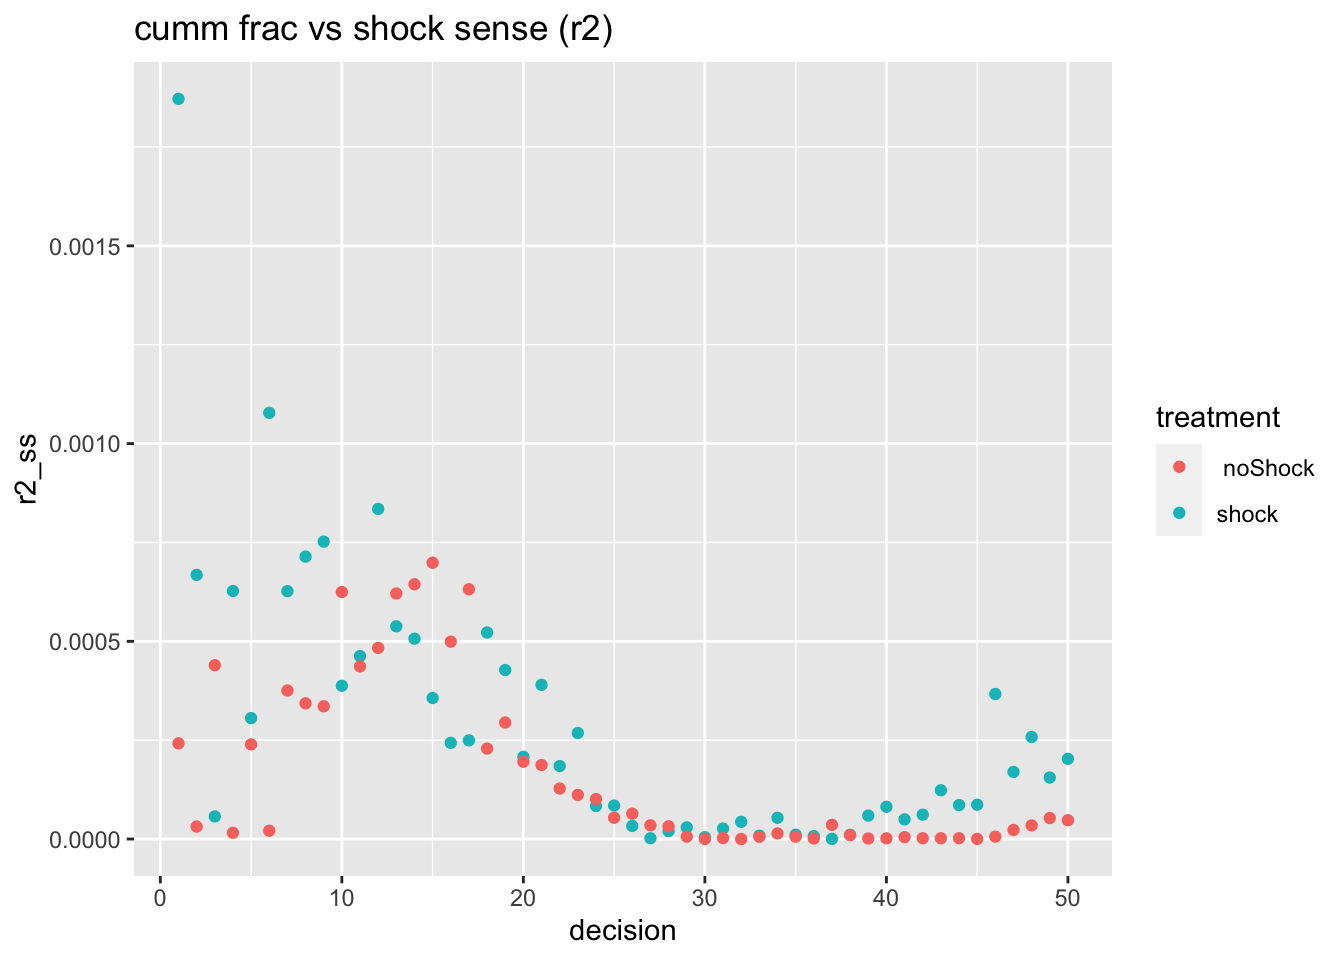 cumm frac vs shock sense (r2)
r2_ss
0.0015
0.0010
0.0005
0.0000
0 10 20 30 40 50
decision
treatment
noShock
shock